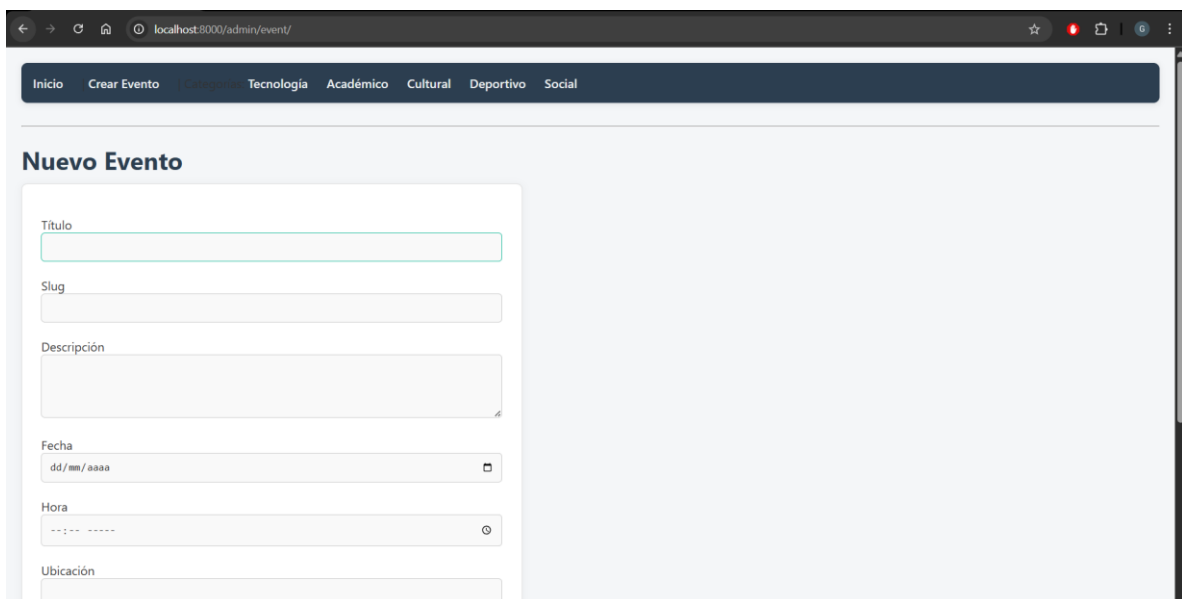 localhost:8000/admin/event/
G
Inicio Crear Evento | Categorías: Tecnología Académico Cultural Deportivo Social
Nuevo Evento
Título
Slug
Descripción
Fecha
dd/mm/aaaa
Hora
--:-- -----
Ubicación